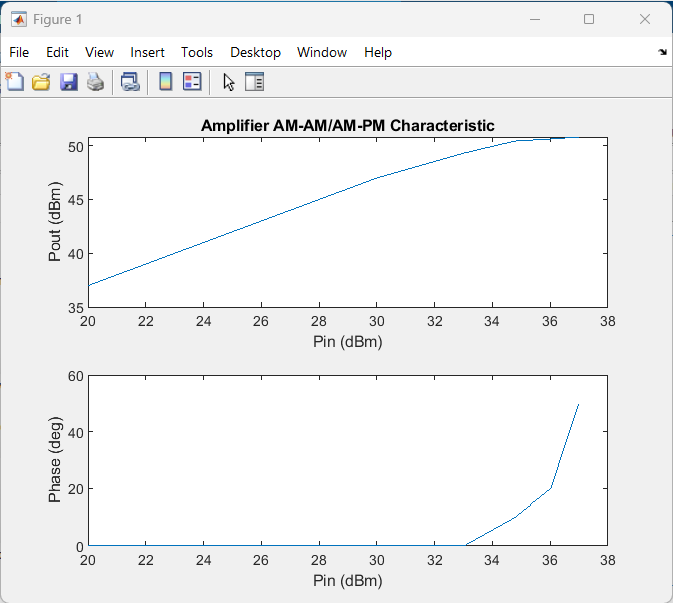 Figure 1
File Edit View Insert Tools Desktop Window Help
Amplifier AM-AM/AM-PM Characteristic
50
45
40
35
Pout (dBm)
20 22 24 26 28 30 32 34 36 38
Pin (dBm)
60
40
20
0
Phase (deg)
20 22 24 26 28 30 32 34 36 38
Pin (dBm)